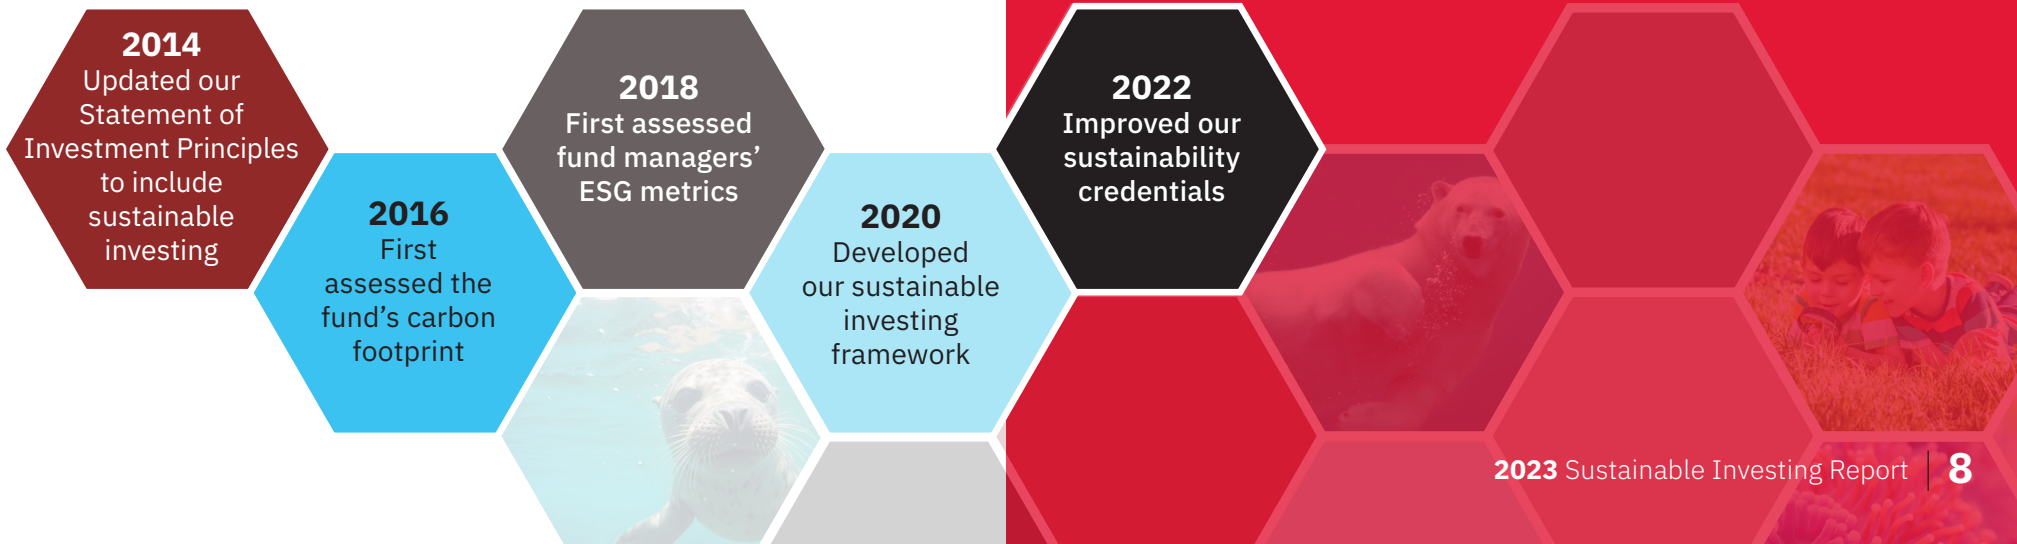 2014
Updated our
Statement of
Investment Principles
to include
sustainable
investing
2016
First
assessed the
fund’s carbon
footprint
2018
First assessed
fund managers’
ESG metrics
2020
Developed
our sustainable
investing
framework
2022
Improved our
sustainability
credentials
2023 Sustainable Investing Report 8